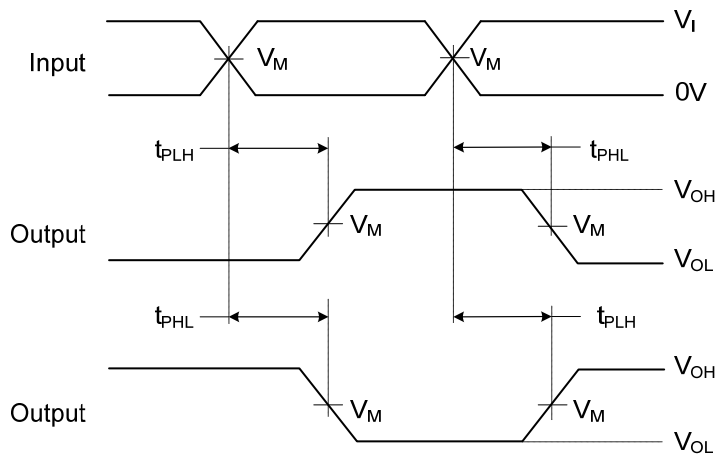 V_I
Input V_M V_M
0V
t_PLH t_PHL
V_OH
Output V_M V_M
V_OL
t_PHL t_PLH
V_OH
Output V_M V_M
V_OL